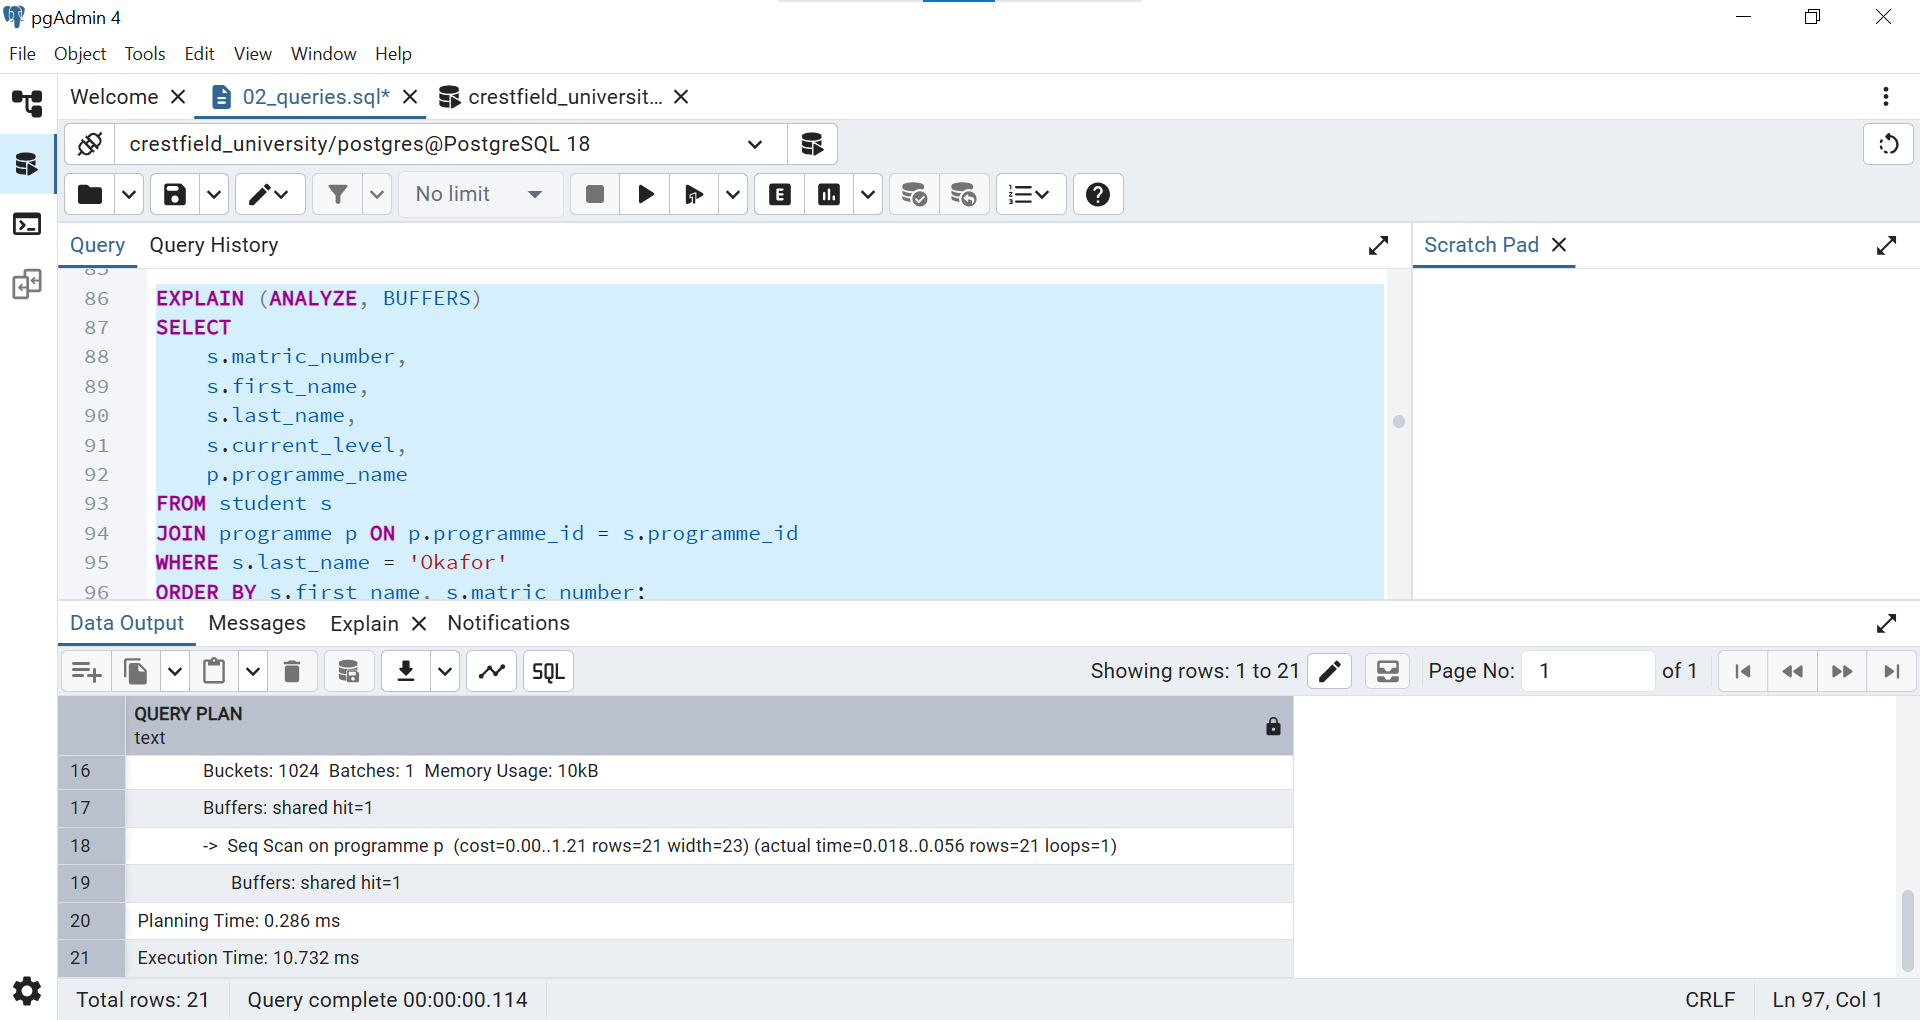 pgAdmin 4
File Object Tools Edit View Window Help
Welcome 02_queries.sql* crestfield_universit...
crestfield_university/postgres@PostgreSQL 18
No limit
E
Query Query History
Scratch Pad
85
86 EXPLAIN (ANALYZE, BUFFERS)
87 SELECT
88 s.matric_number,
89 s.first_name,
90 s.last_name,
91 s.current_level,
92 p.programme_name
93 FROM student s
94 JOIN programme p ON p.programme_id = s.programme_id
95 WHERE s.last_name = 'Okafor'
96 ORDER BY s.first_name, s.matric_number;
Data Output Messages Explain Notifications
SQL Showing rows: 1 to 21 Page No: 1 of 1
QUERY PLAN
text
16 Buckets: 1024 Batches: 1 Memory Usage: 10kB
17 Buffers: shared hit=1
18 -> Seq Scan on programme p (cost=0.00..1.21 rows=21 width=23) (actual time=0.018..0.056 rows=21 loops=1)
19 Buffers: shared hit=1
20 Planning Time: 0.286 ms
21 Execution Time: 10.732 ms
Total rows: 21 Query complete 00:00:00.114 CRLF Ln 97, Col 1